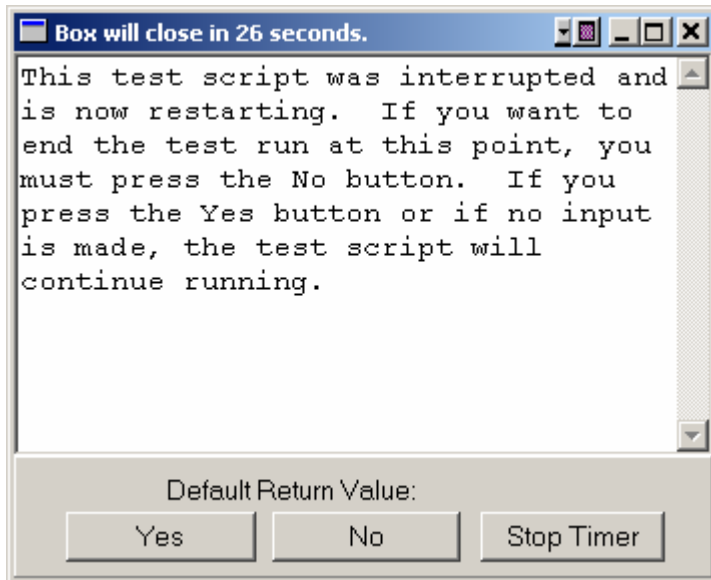 Box will close in 26 seconds.
This test script was interrupted and
is now restarting.  If you want to
end the test run at this point, you
must press the No button.  If you
press the Yes button or if no input
is made, the test script will
continue running.
Default Return Value:
Yes No Stop Timer